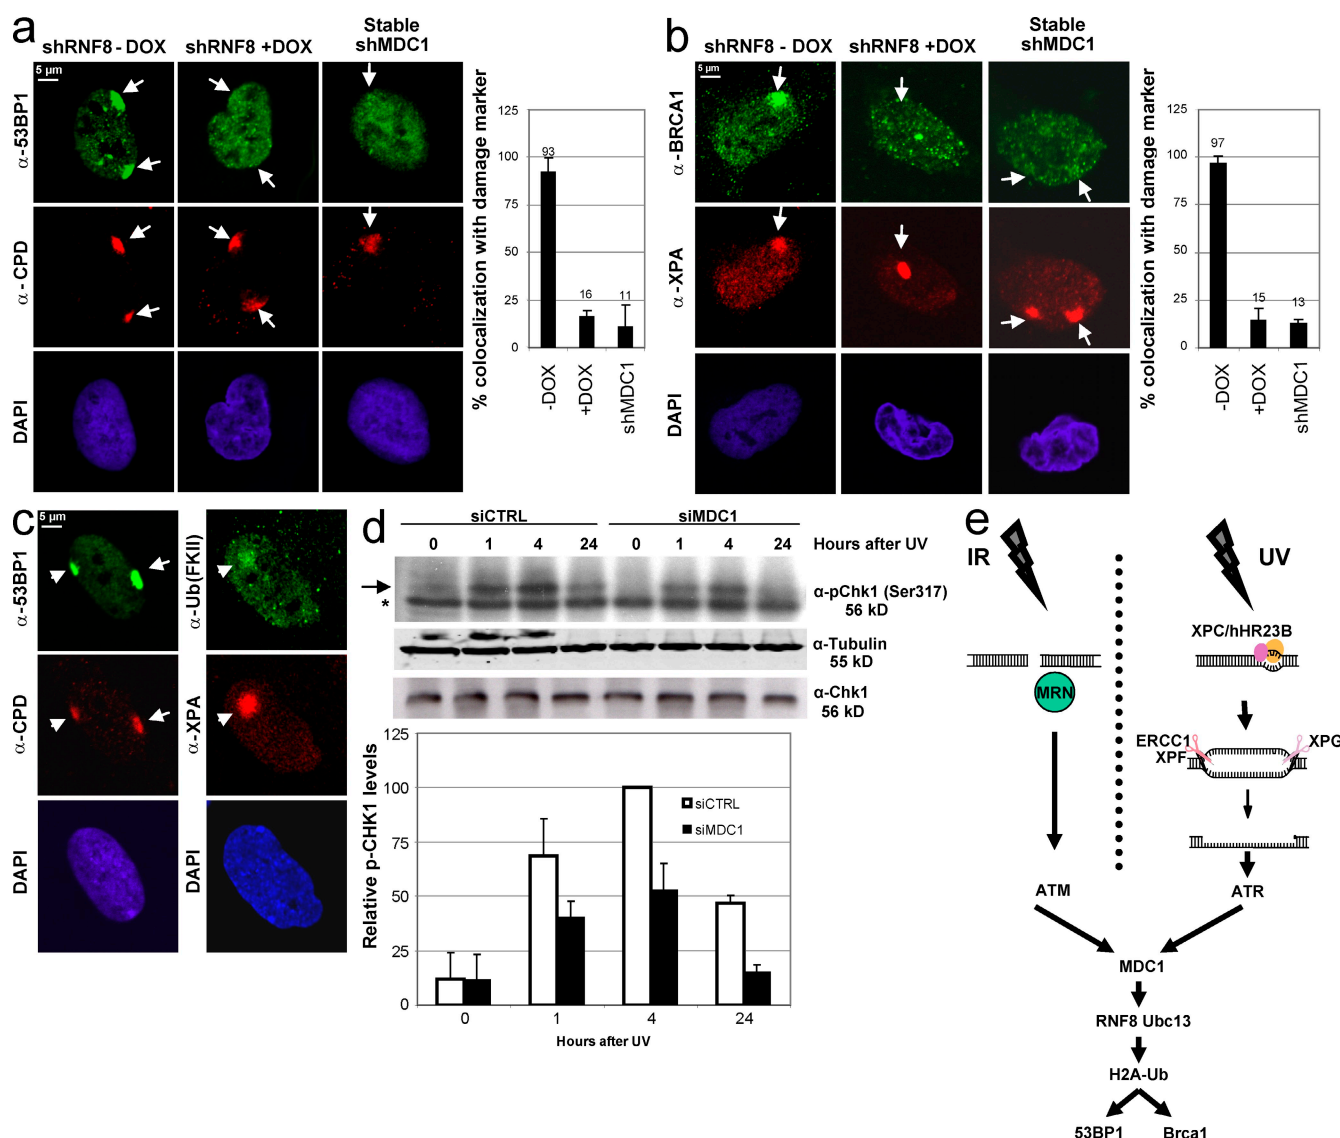 a
shRNF8 - DOX
shRNF8 +DOX
Stable
shMDC1
5 µm
α-53BP1
α-CPD
DAPI
% colocalization with damage marker
125
100
75
50
25
0
93
16
11
-DOX
+DOX
shMDC1
b
shRNF8 - DOX
shRNF8 +DOX
Stable
shMDC1
5 µm
α-BRCA1
α-XPA
DAPI
% colocalization with damage marker
125
100
75
50
25
0
97
15
13
-DOX
+DOX
shMDC1
c
5 µm
α-53BP1
α-CPD
DAPI
α-Ub(FKII)
α-XPA
DAPI
d
siCTRL
siMDC1
0 1 4 24 0 1 4 24 Hours after UV
*
α-pChk1 (Ser317)
56 kD
α-Tubulin
55 kD
α-Chk1
56 kD
Relative p-CHK1 levels
125
100
75
50
25
0
siCTRL
siMDC1
0 1 4 24
Hours after UV
e
IR
UV
XPC/hHR23B
MRN
ERCC1
XPF
XPG
ATM
ATR
MDC1
RNF8 Ubc13
H2A-Ub
53BP1 Brca1